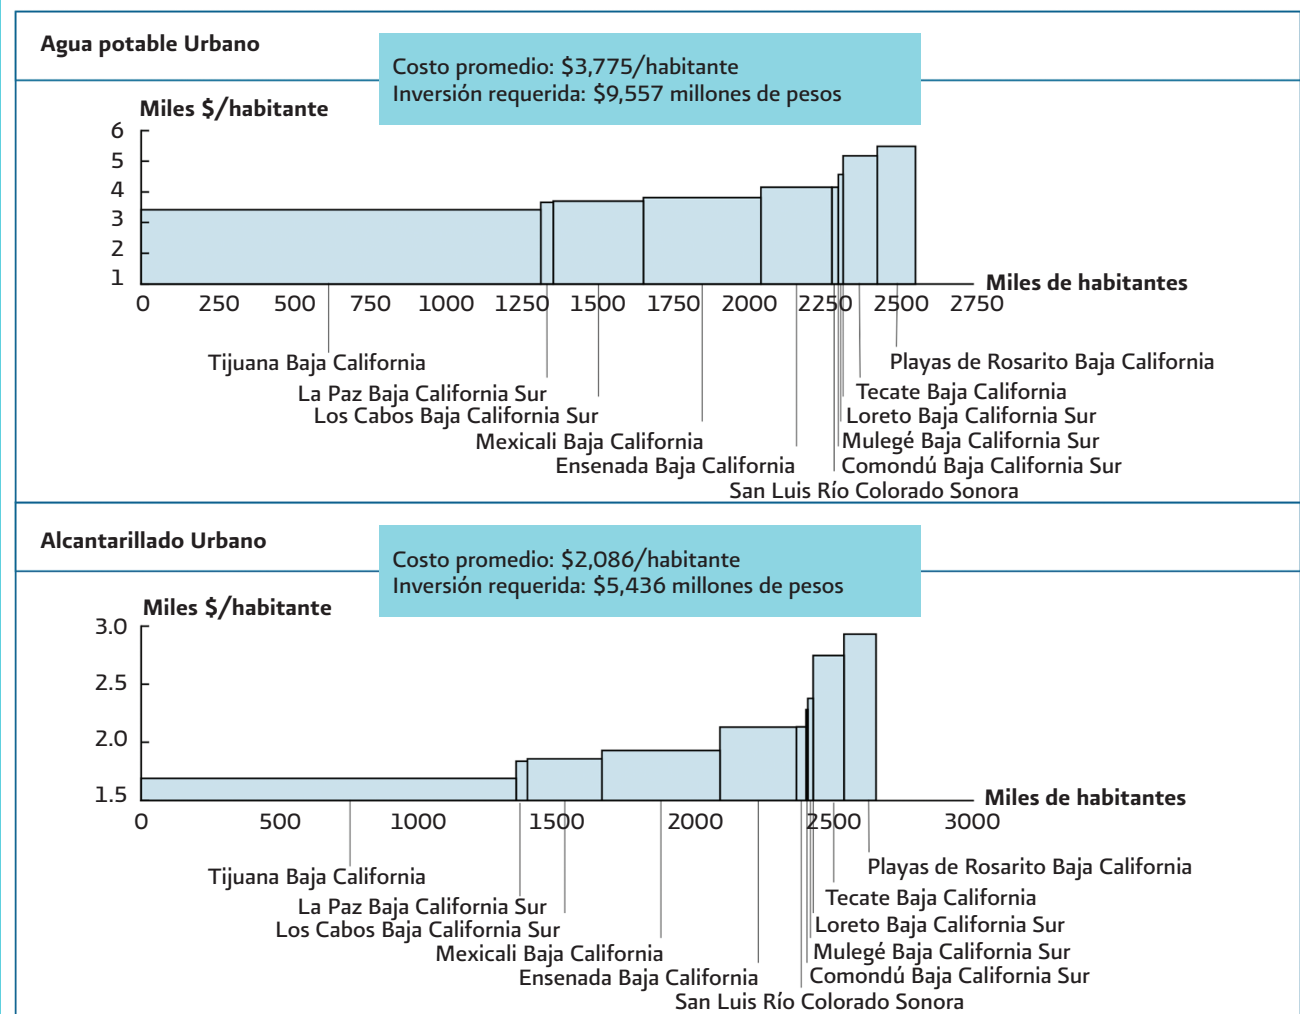 Agua potable Urbano
Costo promedio: $3,775/habitante
Inversión requerida: $9,557 millones de pesos
Miles $/habitante
6
5
4
3
2
1
0 250 500 750 1000 1250 1500 1750 2000 2250 2500 2750
Miles de habitantes
Tijuana Baja California
La Paz Baja California Sur
Los Cabos Baja California Sur
Mexicali Baja California
Ensenada Baja California
San Luis Río Colorado Sonora
Playas de Rosarito Baja California
Tecate Baja California
Loreto Baja California Sur
Mulegé Baja California Sur
Comondú Baja California Sur
Alcantarillado Urbano
Costo promedio: $2,086/habitante
Inversión requerida: $5,436 millones de pesos
Miles $/habitante
3.0
2.5
2.0
1.5
0 500 1000 1500 2000 2500 3000
Miles de habitantes
Tijuana Baja California
La Paz Baja California Sur
Los Cabos Baja California Sur
Mexicali Baja California
Ensenada Baja California
San Luis Río Colorado Sonora
Playas de Rosarito Baja California
Tecate Baja California
Loreto Baja California Sur
Mulegé Baja California Sur
Comondú Baja California Sur